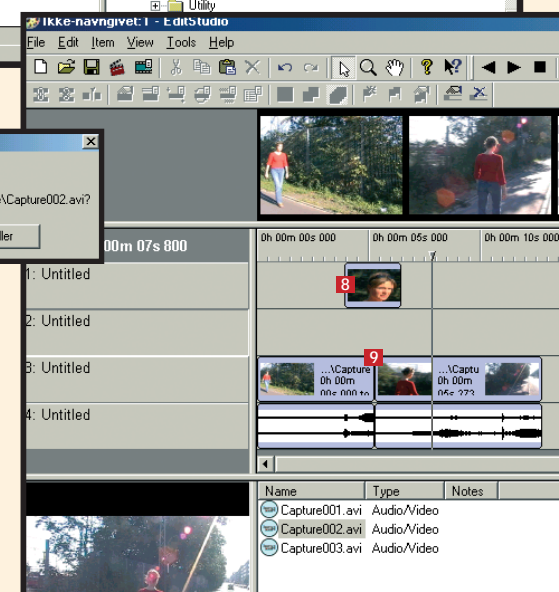 Utility
Ikke-navngivet:1 - EditStudio
File Edit Item View Tools Help
\Capture002.avi?
ller
00m 07s 800
0h 00m 00s 000 0h 00m 05s 000 0h 00m 10s 000
1: Untitled
8
2: Untitled
9
3: Untitled
...\Capture
0h 00m
00s 000 to
...\Captu
0h 00m
05s 273
4: Untitled
Name Type Notes
Capture001.avi Audio/Video
Capture002.avi Audio/Video
Capture003.avi Audio/Video